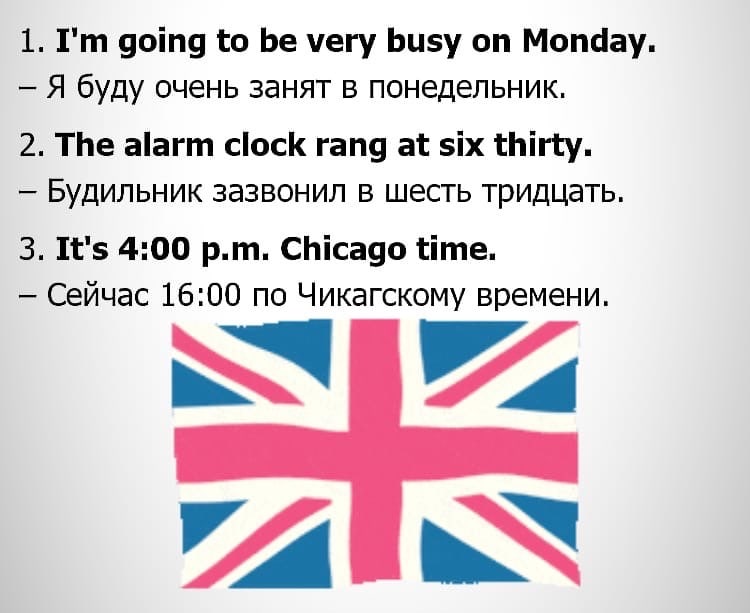 1. I'm going to be very busy on Monday.
– Я буду очень занят в понедельник.
2. The alarm clock rang at six thirty.
– Будильник зазвонил в шесть тридцать.
3. It's 4:00 p.m. Chicago time.
– Сейчас 16:00 по Чикагскому времени.